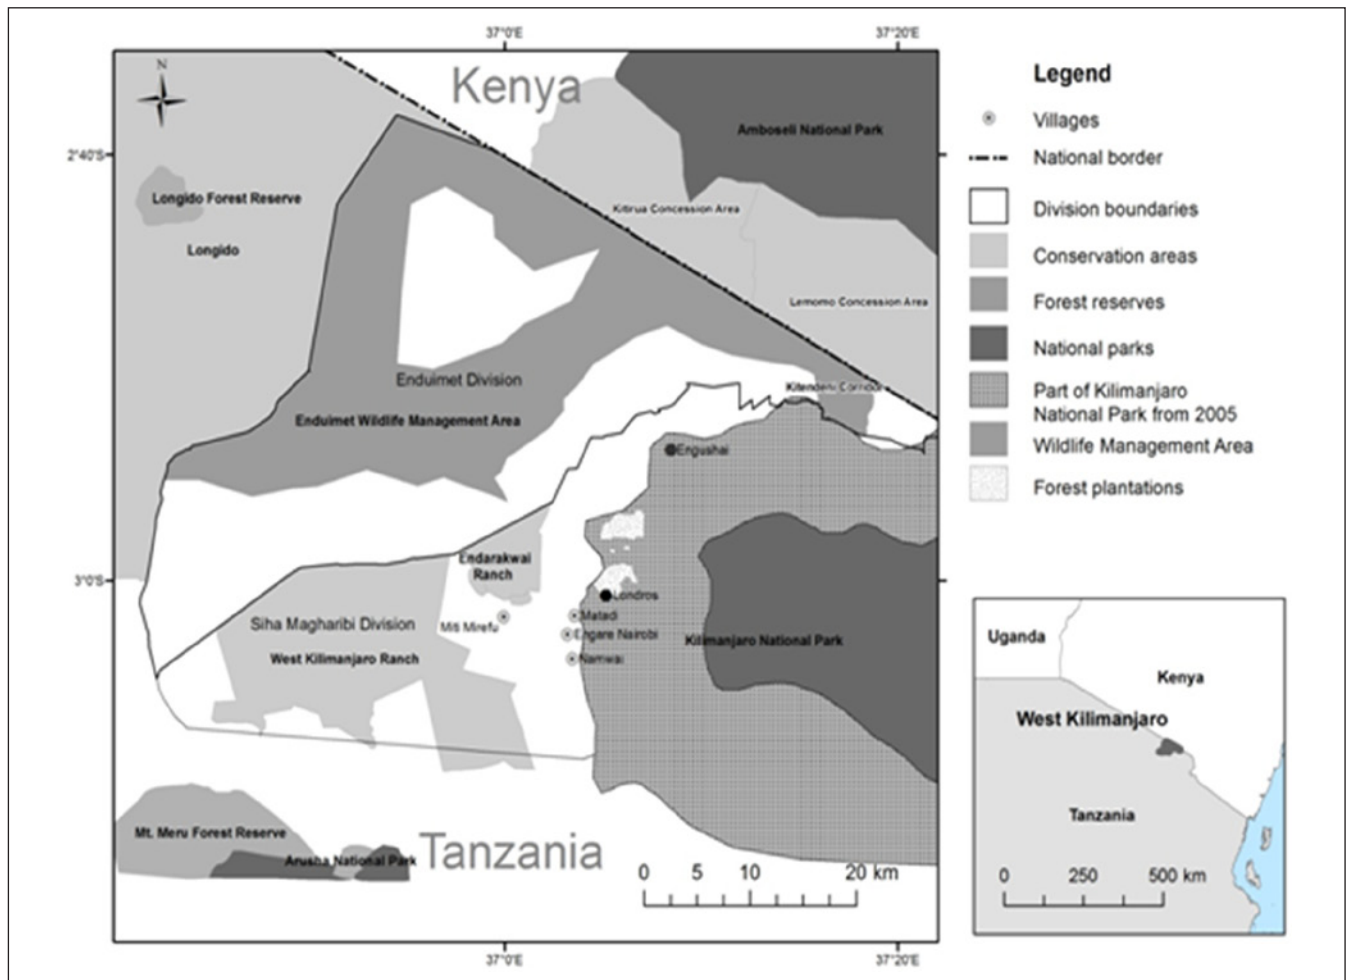 37°0'E
37°20'E
N
Kenya
Amboseli National Park
2°40'S
Longido Forest Reserve
Kitirua Concession Area
Longido
Lemomo Concession Area
Enduimet Division
Kitendeni Corridor
Enduimet Wildlife Management Area
Engushai
Endarakwai
Ranch
3°0'S
Londros
Matadi
Siha Magharibi Division
Miti Mirefu
Engare Nairobi
Kilimanjaro National Park
West Kilimanjaro Ranch
Namwai
Mt. Meru Forest Reserve
Arusha National Park
Tanzania
0 5 10 20 km
37°0'E
37°20'E
Legend
Villages
National border
Division boundaries
Conservation areas
Forest reserves
National parks
Part of Kilimanjaro
National Park from 2005
Wildlife Management Area
Forest plantations
Uganda
Kenya
West Kilimanjaro
Tanzania
0 250 500 km